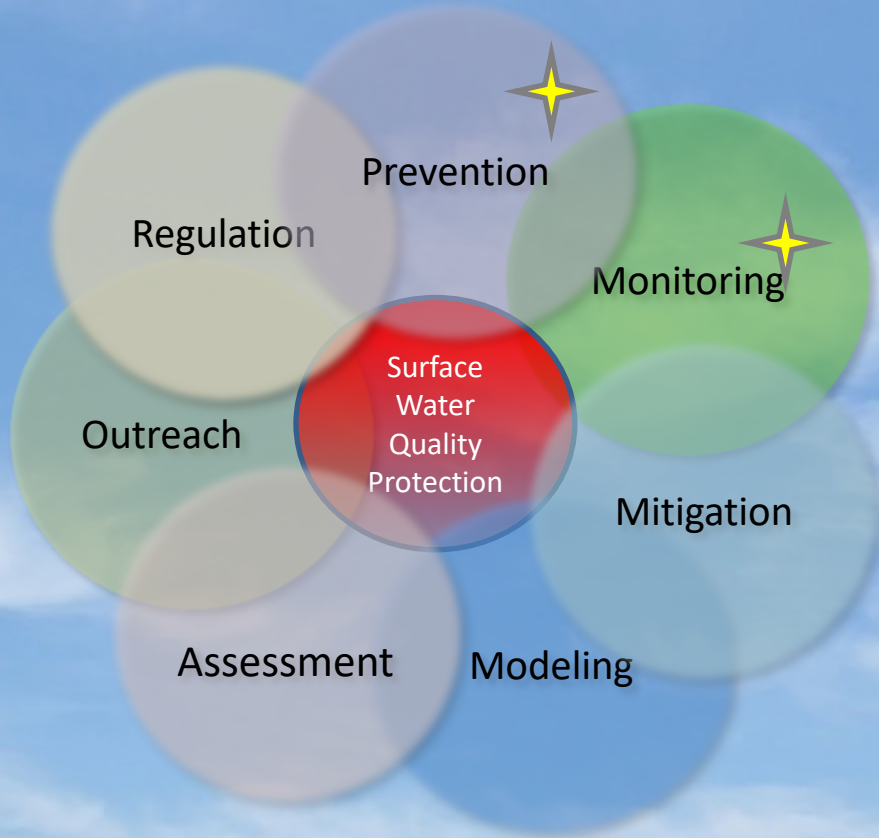 Prevention
Regulation
Monitoring
Surface
Water
Quality
Protection
Outreach
Mitigation
Assessment
Modeling